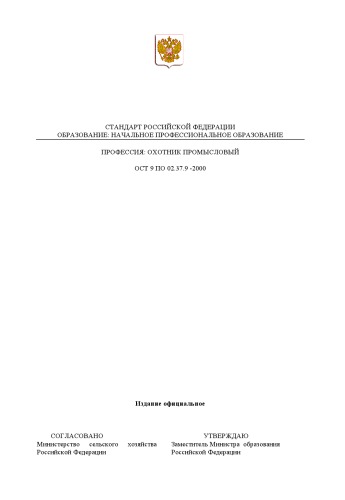 СТАНДАРТ РОССИЙСКОЙ ФЕДЕРАЦИИ
ОБРАЗОВАНИЕ: НАЧАЛЬНОЕ ПРОФЕССИОНАЛЬНОЕ ОБРАЗОВАНИЕ
ПРОФЕССИЯ: ОХОТНИК ПРОМЫСЛОВЫЙ
ОСТ 9 ПО 02.37.9 -2000
Издание официальное
СОГЛАСОВАНО
Министерство сельского хозяйства
Российской Федерации
УТВЕРЖДАЮ
Заместитель Министра образования
Российской Федерации